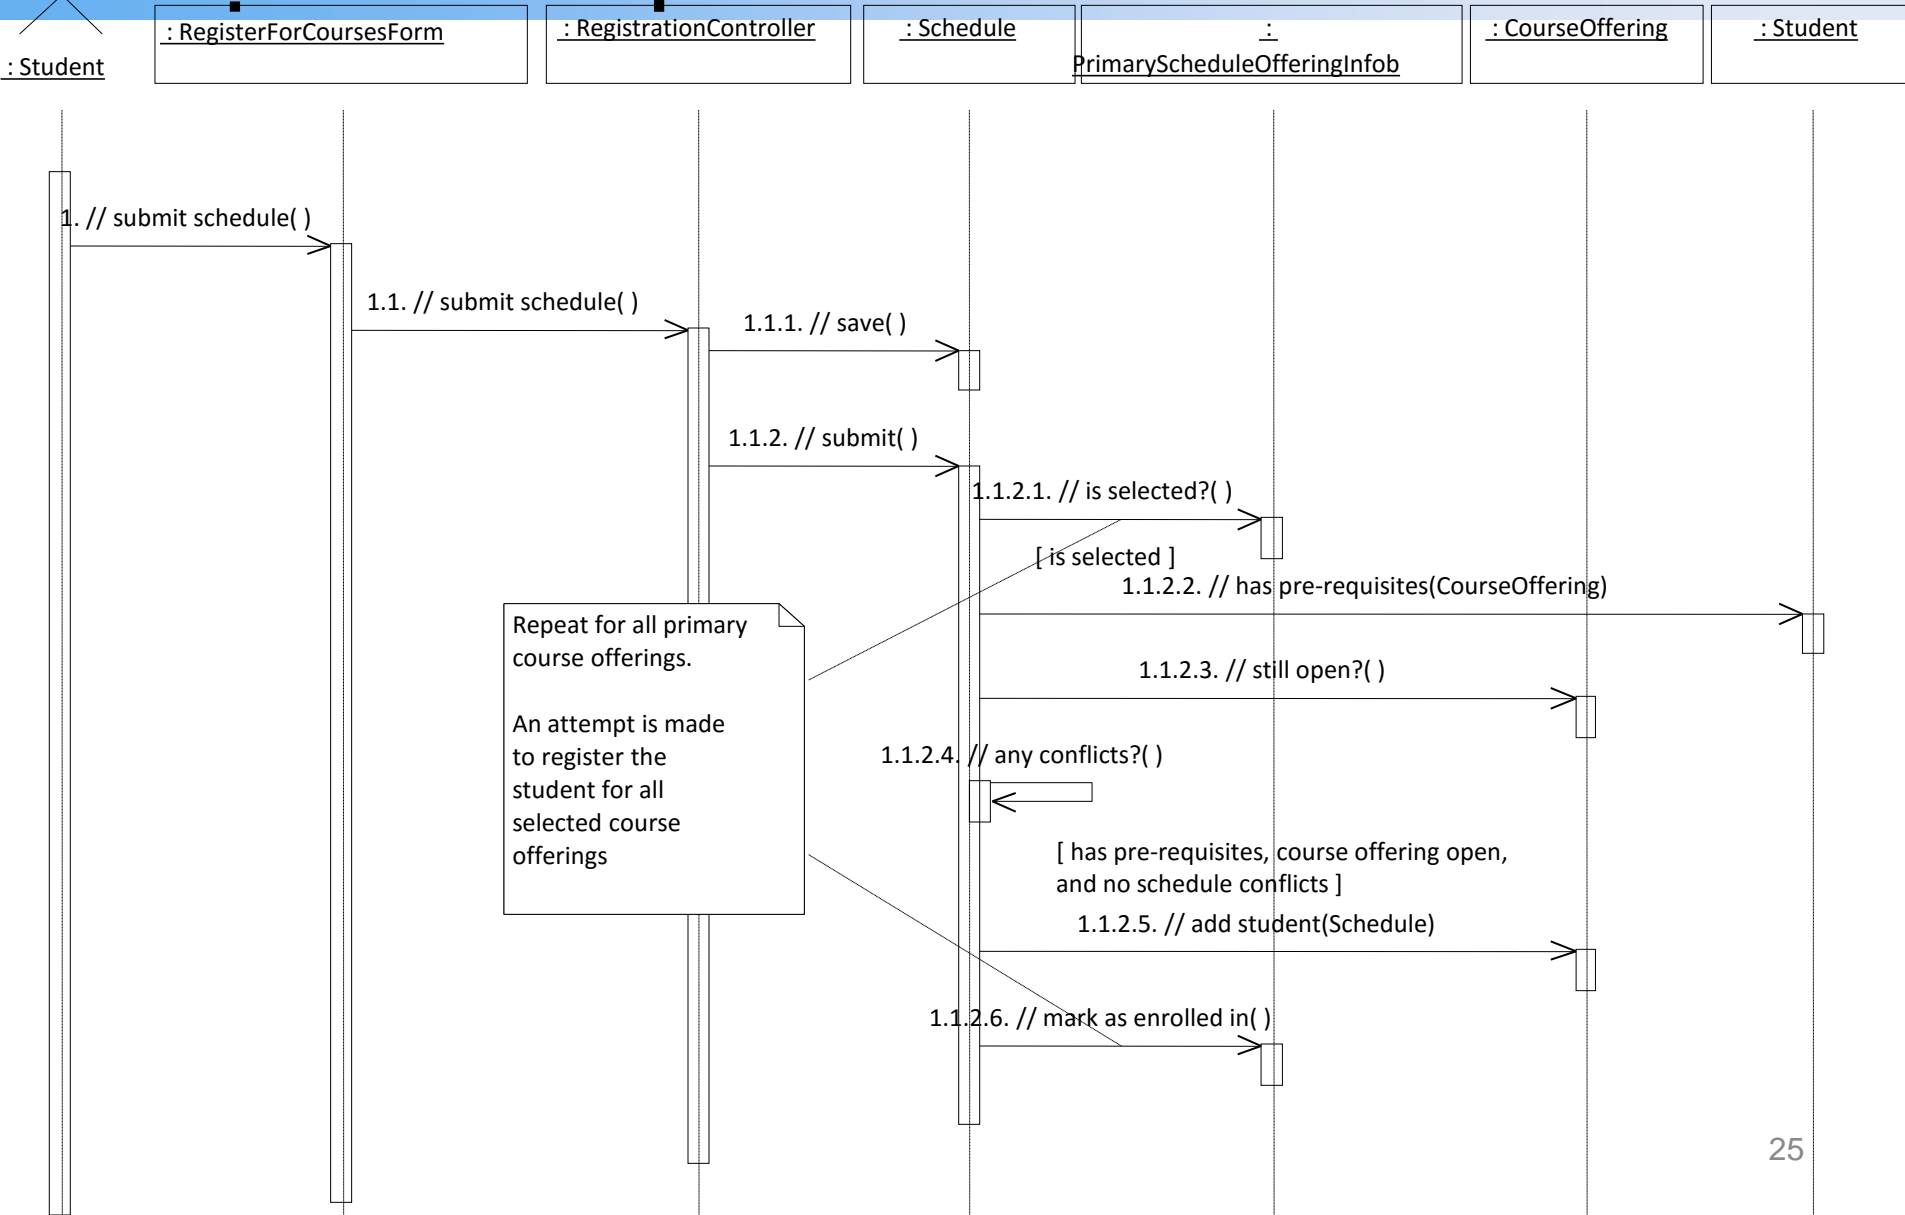 : RegisterForCoursesForm
: RegistrationController
: Schedule
:
PrimaryScheduleOfferingInfob
: CourseOffering
: Student
: Student
1. // submit schedule( )
1.1. // submit schedule( )
1.1.1. // save( )
1.1.2. // submit( )
1.1.2.1. // is selected?( )
[ is selected ]
1.1.2.2. // has pre-requisites(CourseOffering)
Repeat for all primary
course offerings.
An attempt is made
to register the
student for all
selected course
offerings
1.1.2.3. // still open?( )
1.1.2.4. // any conflicts?( )
[ has pre-requisites, course offering open,
and no schedule conflicts ]
1.1.2.5. // add student(Schedule)
1.1.2.6. // mark as enrolled in( )
25